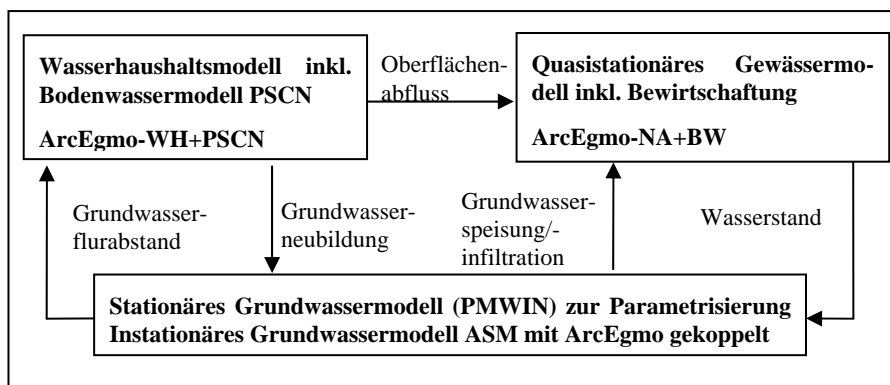 Wasserhaushaltsmodell inkl.
Bodenwassermodell PSCN
ArcEgmo-WH+PSCN
Oberflächen-
abfluss
Quasistationäres Gewässermo-
dell inkl. Bewirtschaftung
ArcEgmo-NA+BW
Grundwasser-
flurabstand
Grundwasser-
neubildung
Grundwasser-
speisung/-
infiltration
Wasserstand
Stationäres Grundwassermodell (PMWIN) zur Parametrisierung
Instationäres Grundwassermodell ASM mit ArcEgmo gekoppelt